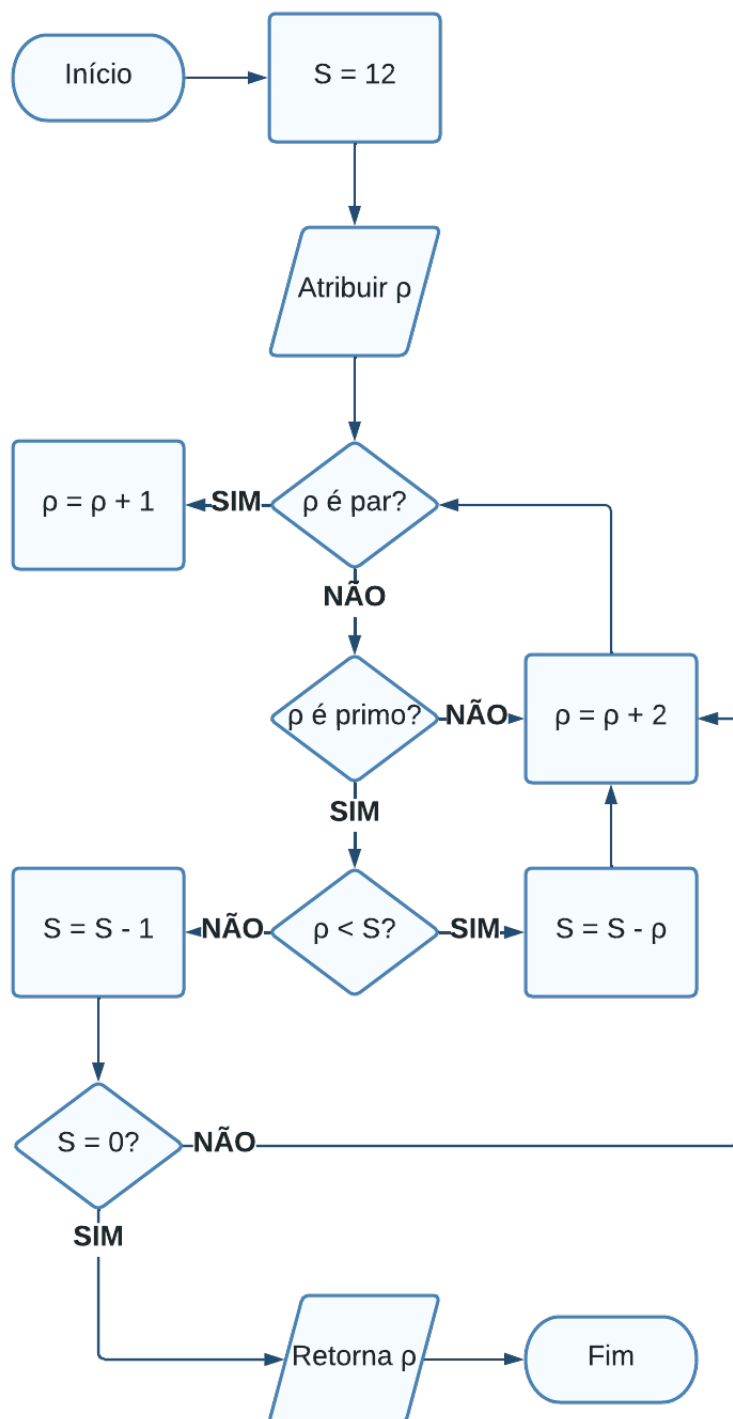 Início
S = 12
Atribuir ρ
ρ = ρ + 1
SIM
ρ é par?
NÃO
ρ é primo?
NÃO
ρ = ρ + 2
SIM
S = S - 1
NÃO
ρ < S?
SIM
S = S - ρ
S = 0?
NÃO
SIM
Retorna ρ
Fim